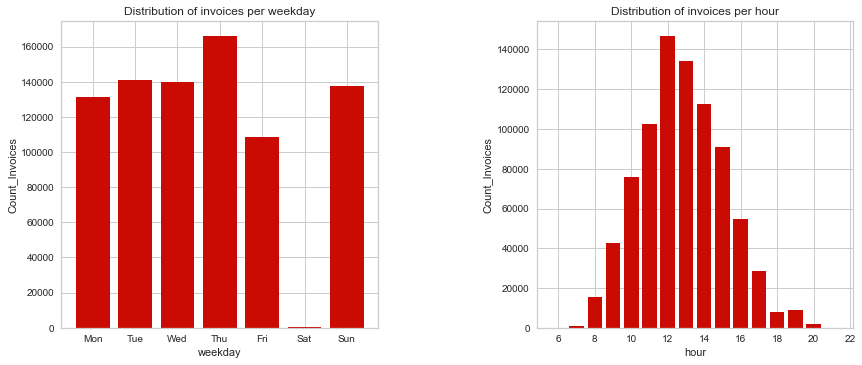 Distribution of invoices per weekday
Count_Invoices
160000
140000
120000
100000
80000
60000
40000
20000
0
Mon Tue Wed Thu Fri Sat Sun
weekday
Distribution of invoices per hour
Count_Invoices
140000
120000
100000
80000
60000
40000
20000
0
6 8 10 12 14 16 18 20 22
hour